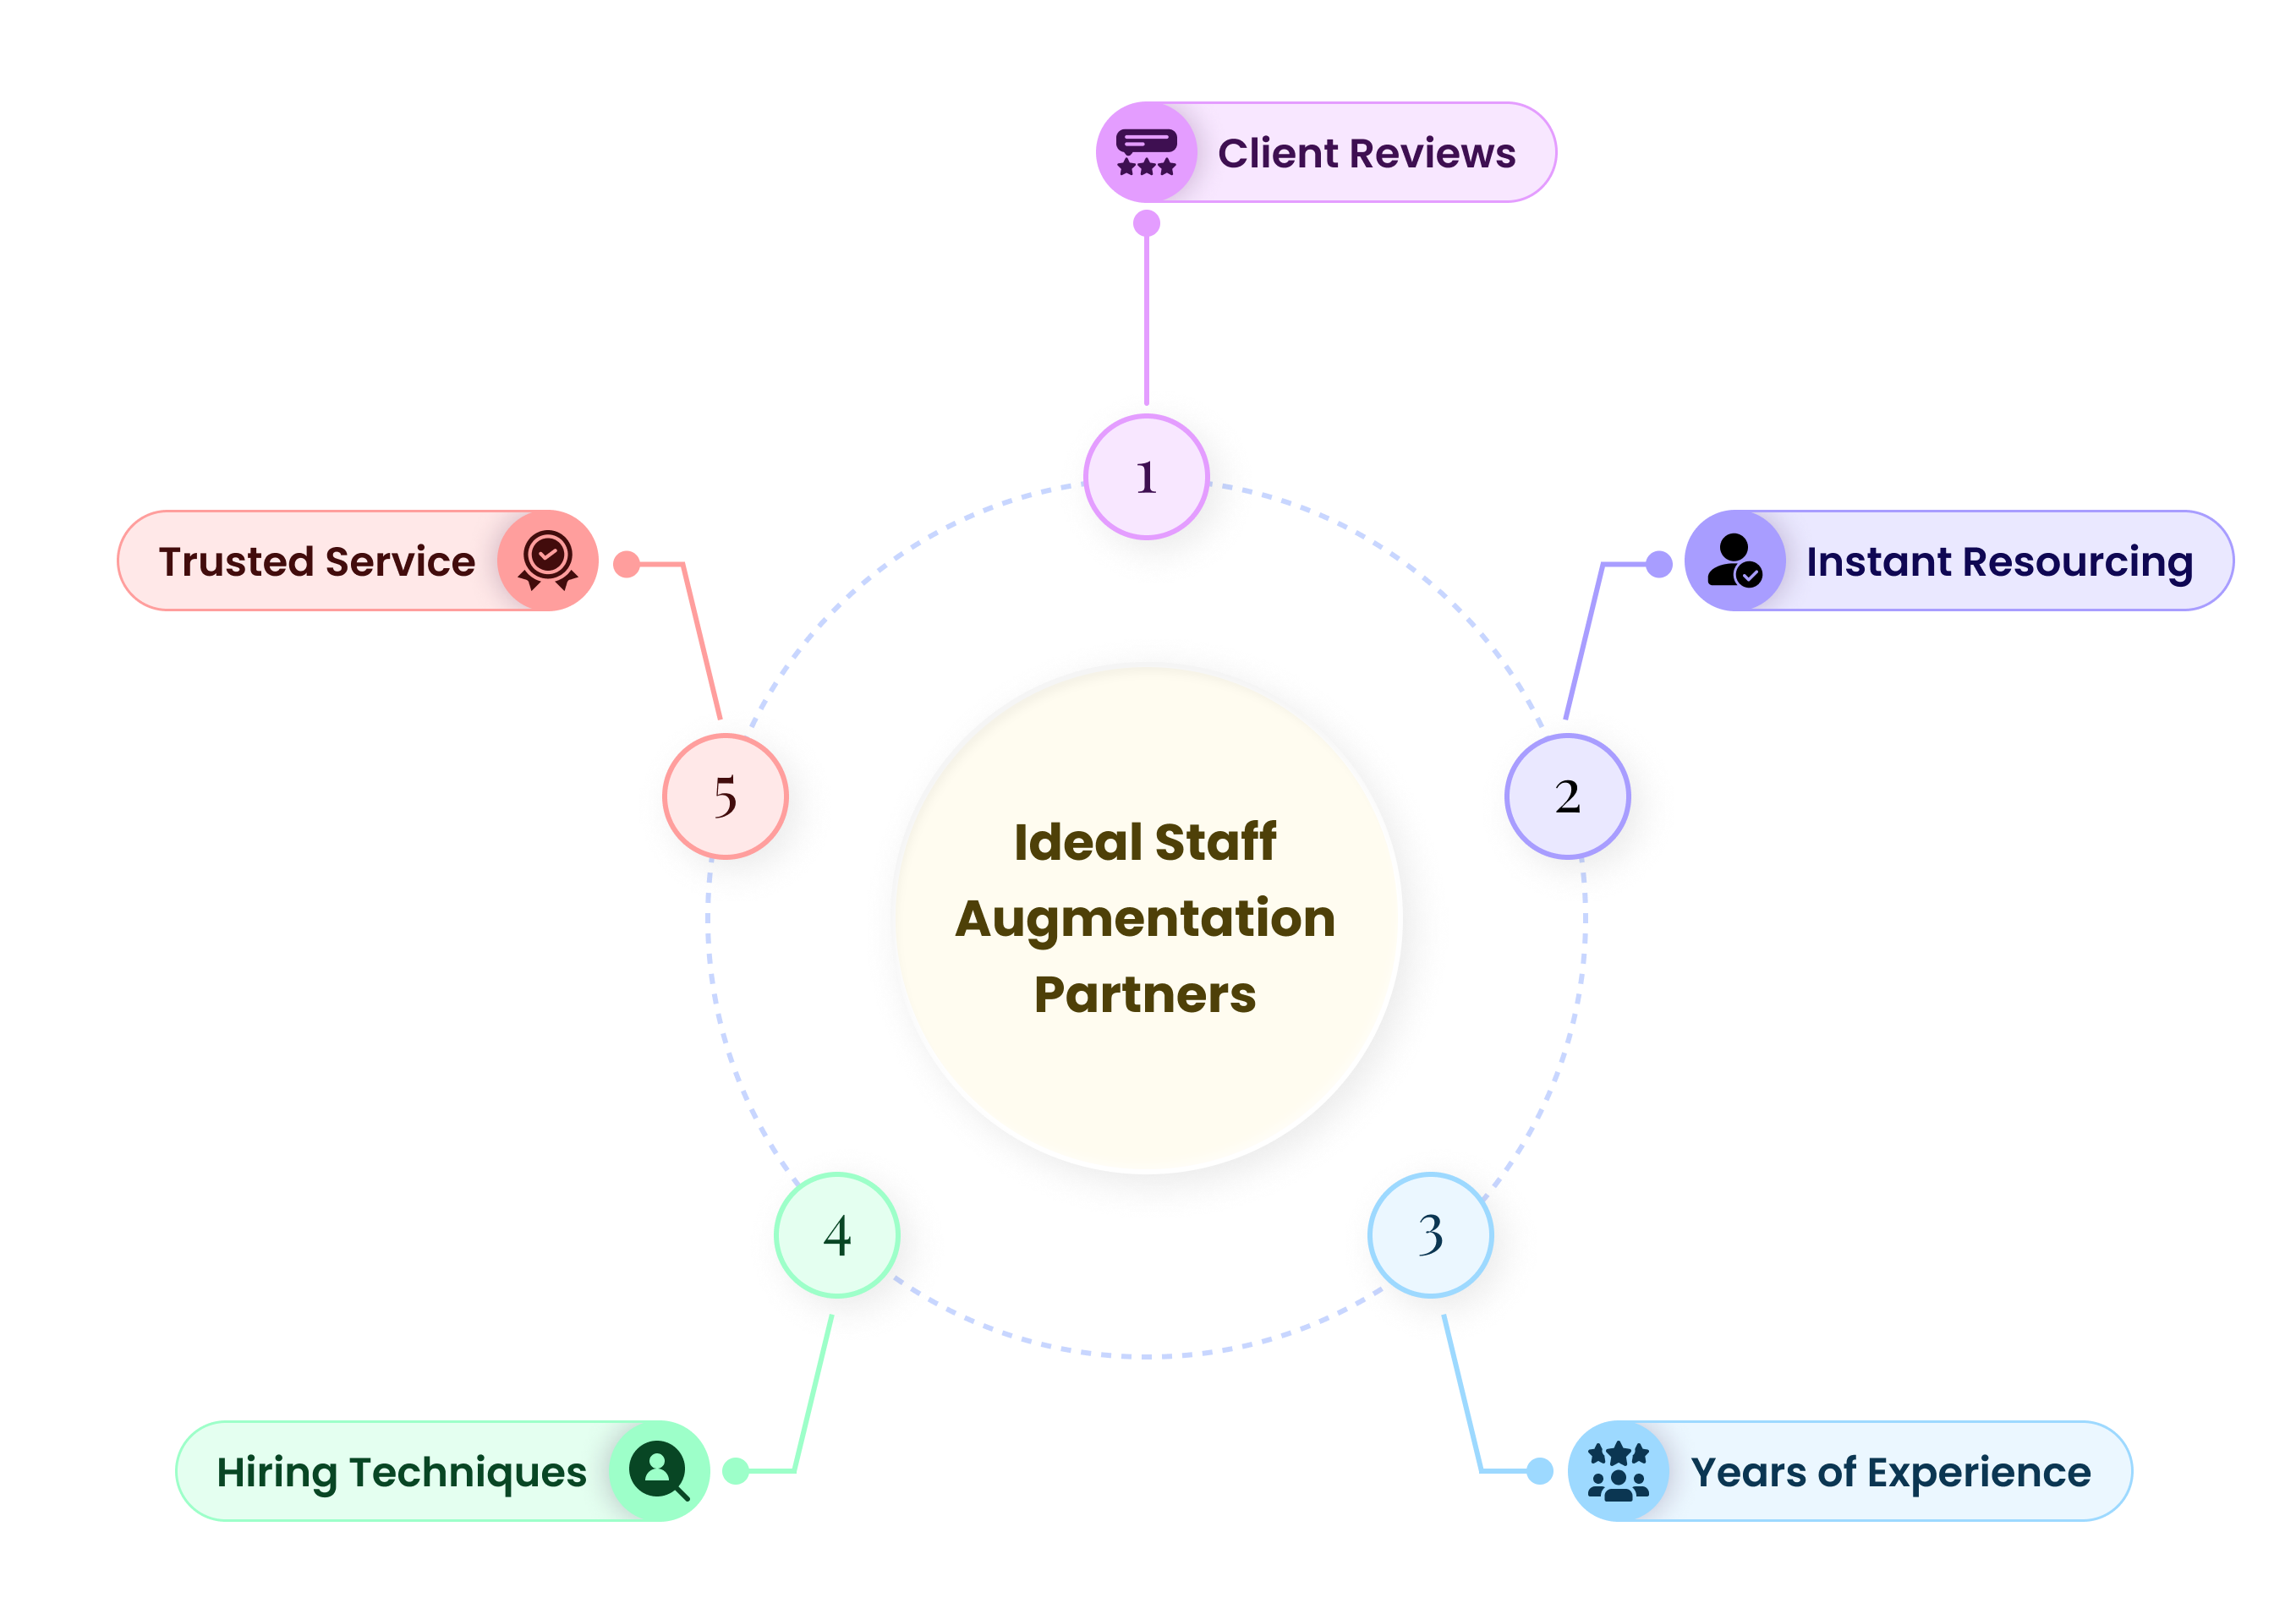 Client Reviews
1
Trusted Service
Instant Resourcing
5
2
Ideal Staff
Augmentation
Partners
4
3
Hiring Techniques
Years of Experience